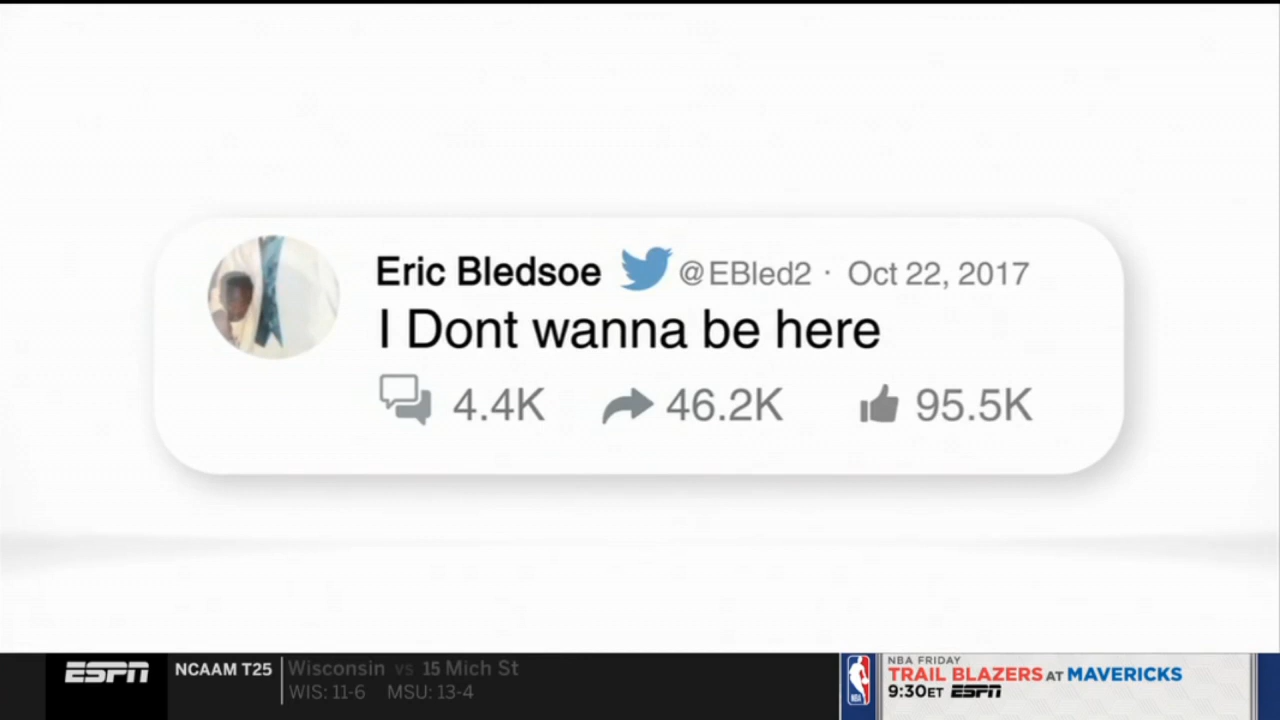 Eric Bledsoe @EBled2 · Oct 22, 2017
I Dont wanna be here
4.4K 46.2K 95.5K
ESPN NCAAM T25 Wisconsin vs 15 Mich St
WIS: 11-6 MSU: 13-4
NBA
NBA FRIDAY
TRAIL BLAZERS AT MAVERICKS
9:30ET ESPN